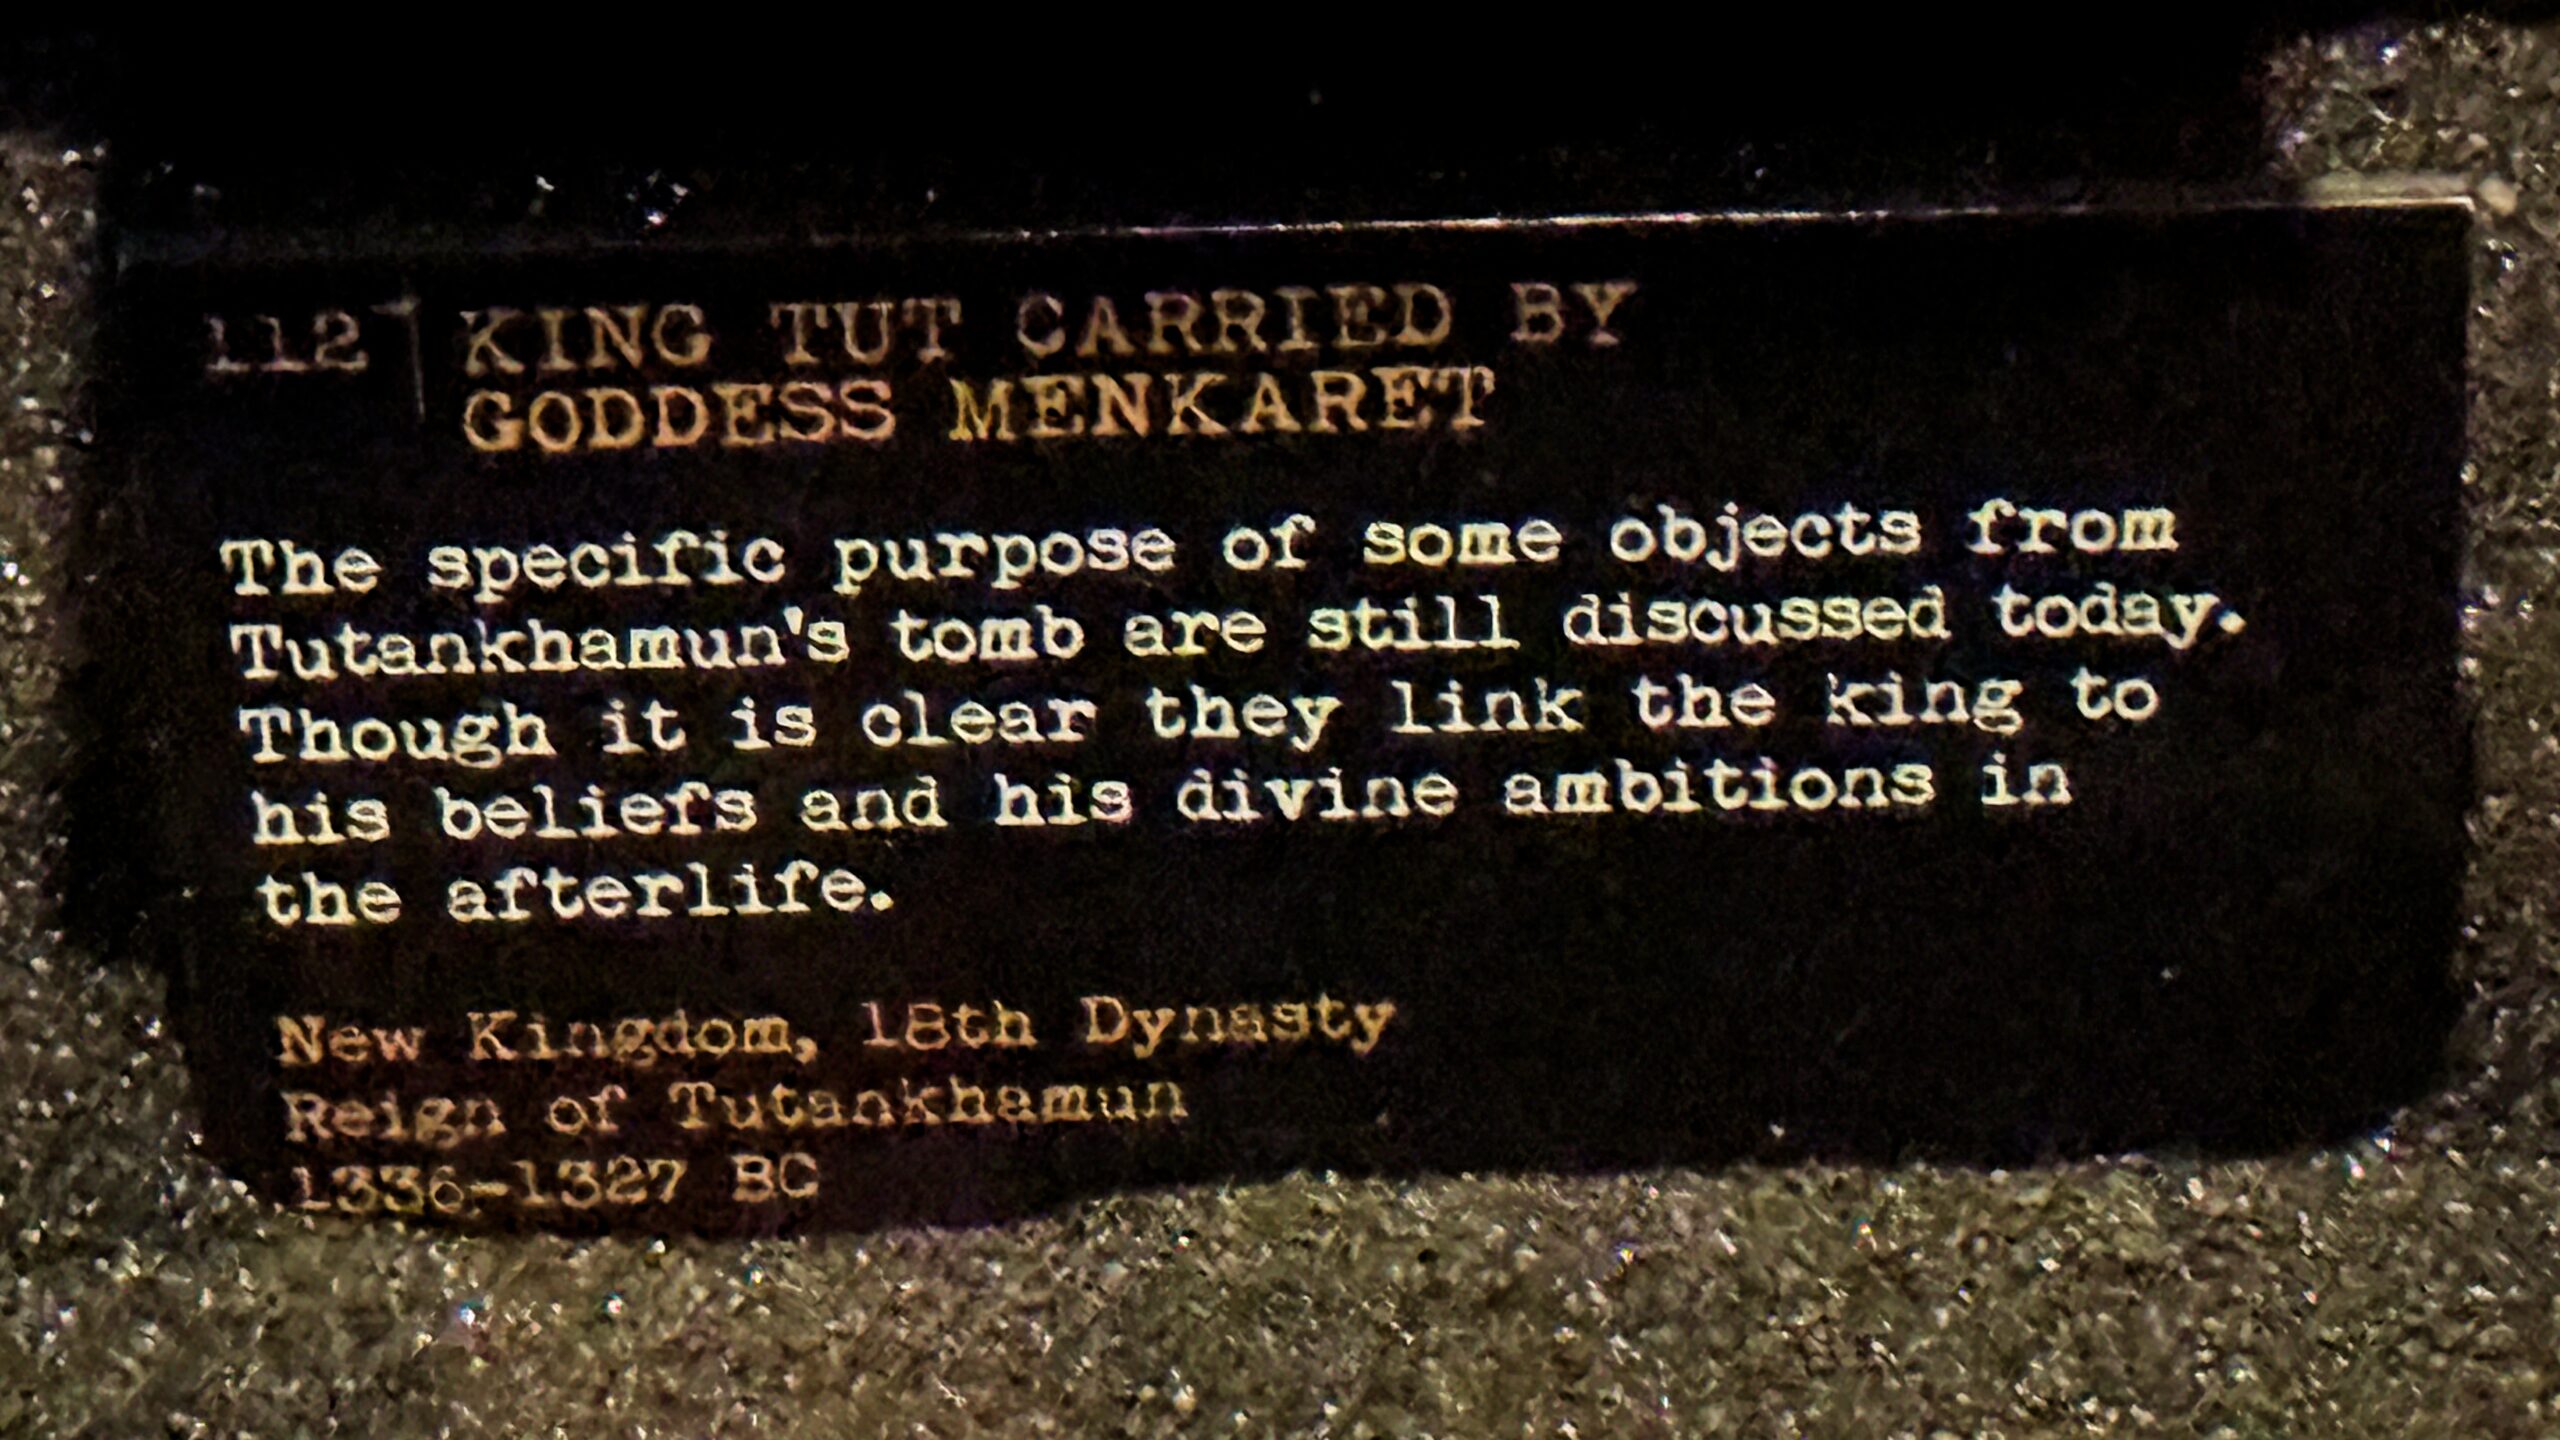 112 | KING TUT CARRIED BY
GODDESS MENKARET
The specific purpose of some objects from
Tutankhamun's tomb are still discussed today.
Though it is clear they link the king to
his beliefs and his divine ambitions in
the afterlife.
New Kingdom, 18th Dynasty
Reign of Tutankhamun
1336-1327 BC